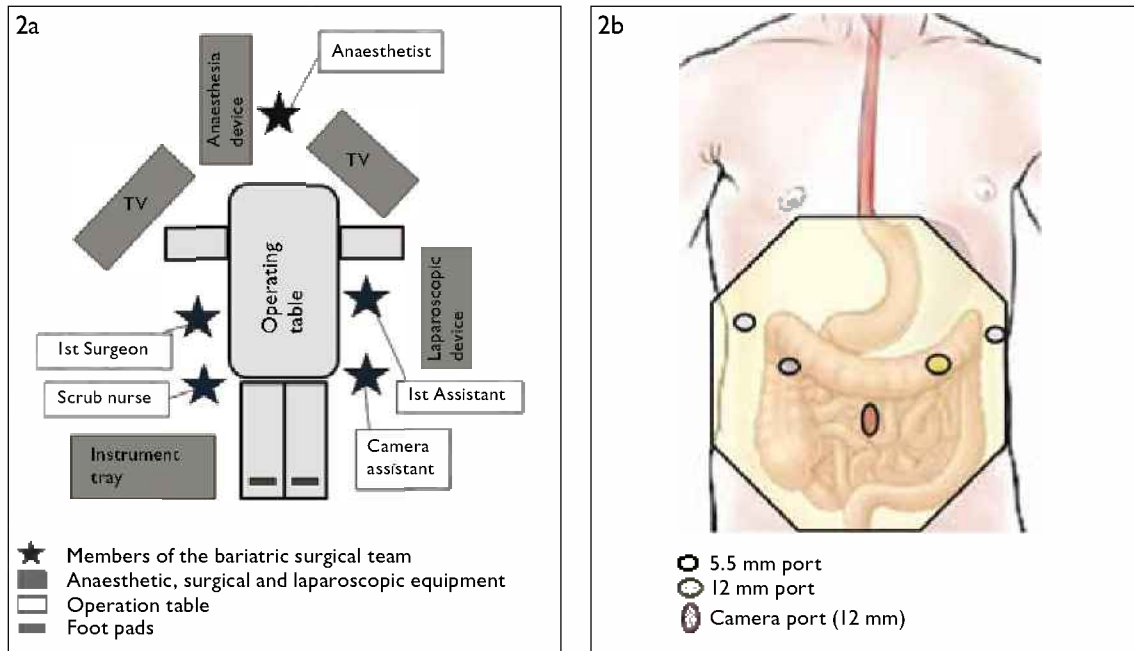 2a
Anaesthetist
Anaesthesia
device
TV
TV
Operating
table
Laparoscopic
device
1st Surgeon
Scrub nurse
1st Assistant
Camera
assistant
Instrument
tray
Members of the bariatric surgical team
Anaesthetic, surgical and laparoscopic equipment
Operation table
Foot pads
2b
5.5 mm port
12 mm port
Camera port (12 mm)